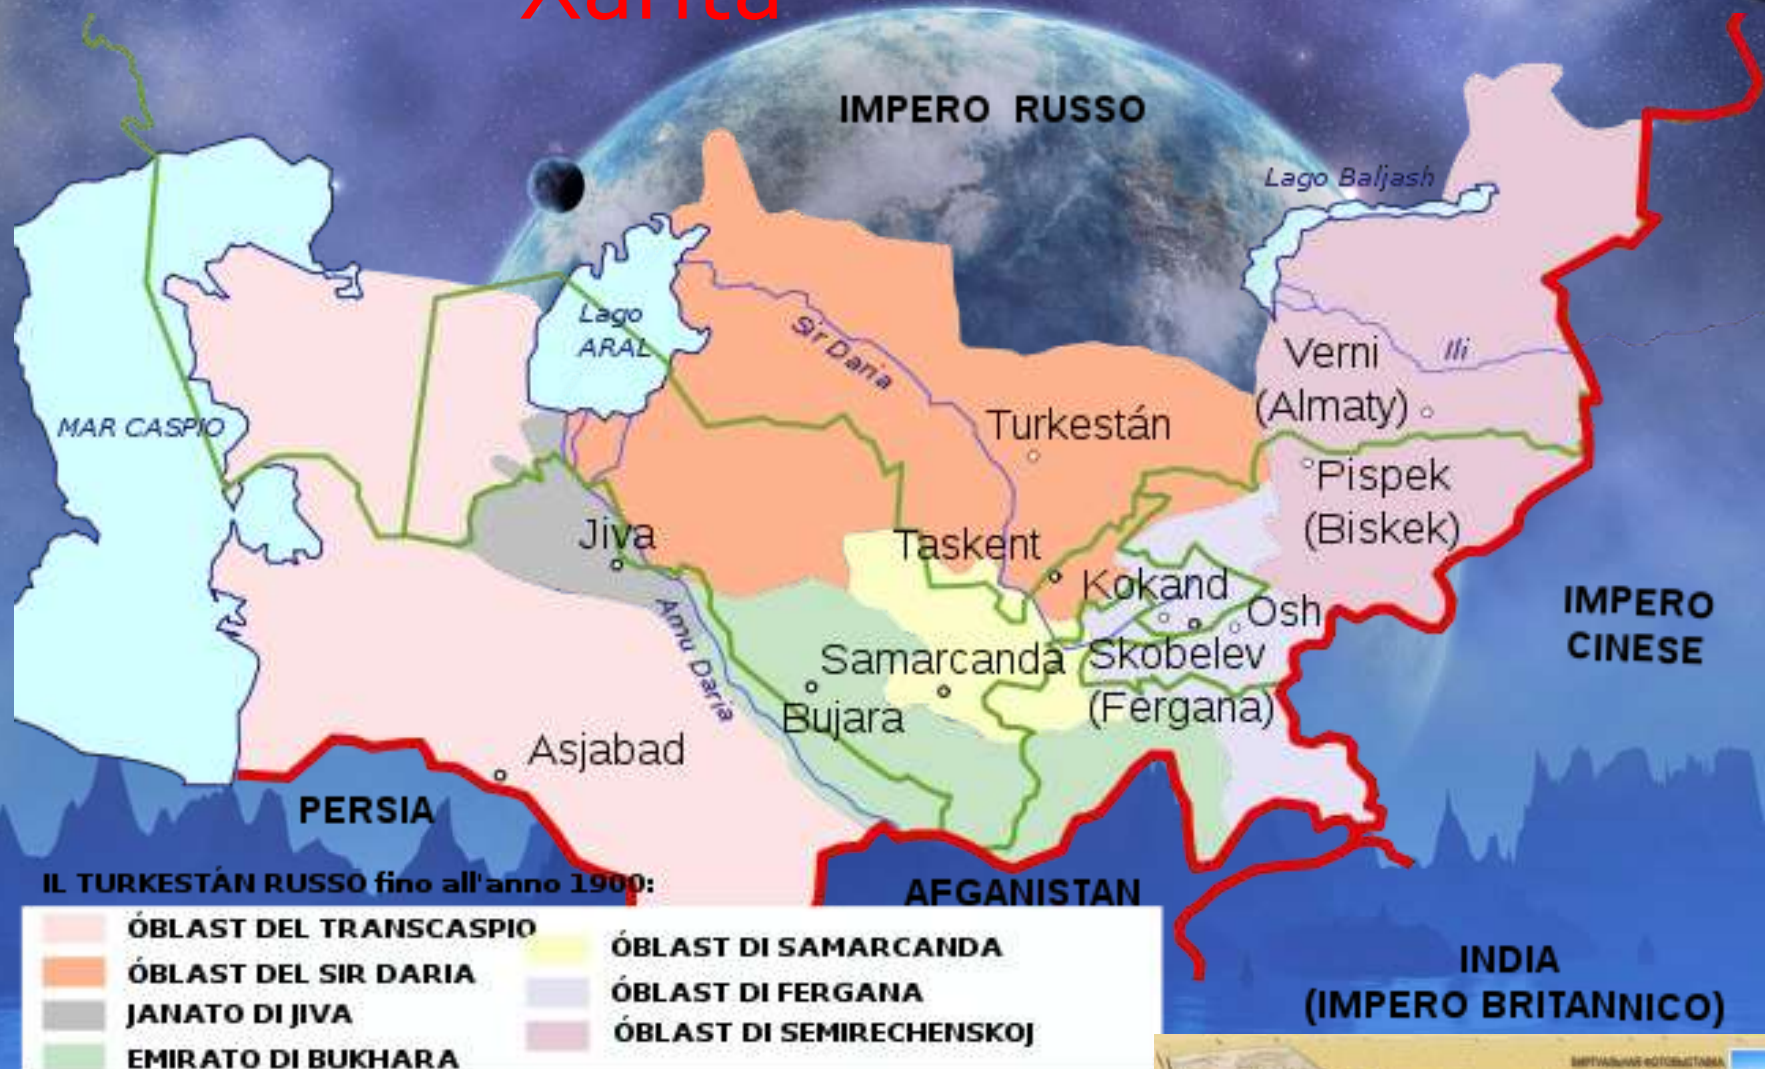 Xarita
IMPERO RUSSO
Lago Baljash
Lago
ARAL
Sir Daria
Verni
(Almaty)
Ili
MAR CASPIO
Turkestán
Pispek
(Biskek)
Jiva
Taskent
Kokand
Osh
IMPERO
CINESE
Amu Daria
Samarcanda
Skobelev
(Fergana)
Bujara
Asjabad
PERSIA
AFGANISTAN
INDIA
(IMPERO BRITANNICO)
IL TURKESTÁN RUSSO fino all'anno 1900:
ÓBLAST DEL TRANSCASPIO
ÓBLAST DEL SIR DARIA
JANATO DI JIVA
EMIRATO DI BUKHARA
ÓBLAST DI SAMARCANDA
ÓBLAST DI FERGANA
ÓBLAST DI SEMIRECHENSKOJ